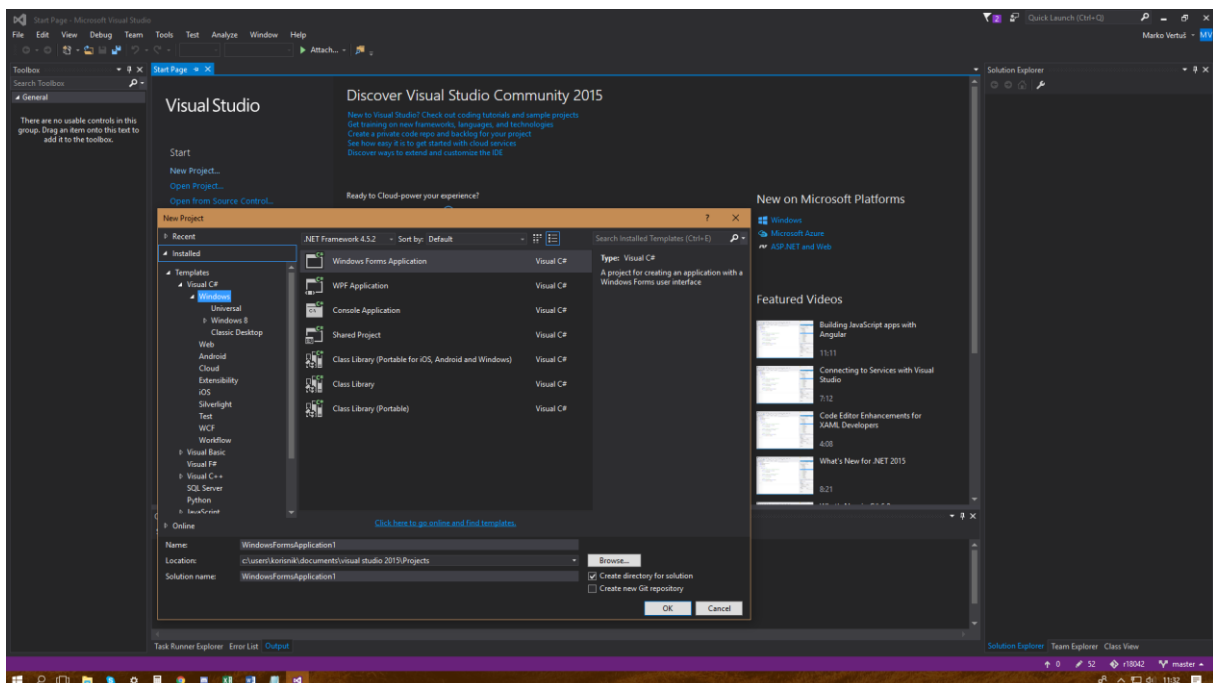 Start Page - Microsoft Visual Studio
2
Quick Launch (Ctrl+Q)
File Edit View Debug Team Tools Test Analyze Window Help
Marko Vertuš
MV
Attach...
Toolbox
Search Toolbox
General
There are no usable controls in this
group. Drag an item onto this text to
add it to the toolbox.
Start Page
Visual Studio
Start
New Project...
Open Project...
Open from Source Control...
Discover Visual Studio Community 2015
New to Visual Studio? Check out coding tutorials and sample projects
Get training on new frameworks, languages, and technologies
Create a private code repo and backlog for your project
See how easy it is to get started with cloud services
Discover ways to extend and customize the IDE
Ready to Cloud-power your experience?
New on Microsoft Platforms
Windows
Microsoft Azure
ASP.NET and Web
Featured Videos
Building JavaScript apps with
Angular
11:11
Connecting to Services with Visual
Studio
7:12
Code Editor Enhancements for
XAML Developers
4:08
What's New for .NET 2015
8:21
Solution Explorer
New Project
?
Recent
Installed
Templates
Visual C#
Windows
Universal
Windows 8
Classic Desktop
Web
Android
Cloud
Extensibility
iOS
Silverlight
Test
WCF
Workflow
Visual Basic
Visual F#
Visual C++
SQL Server
Python
JavaScript
Online
.NET Framework 4.5.2 Sort by: Default
Search Installed Templates (Ctrl+E)
Windows Forms Application Visual C#
WPF Application Visual C#
Console Application Visual C#
Shared Project Visual C#
Class Library (Portable for iOS, Android and Windows) Visual C#
Class Library Visual C#
Class Library (Portable) Visual C#
Type: Visual C#
A project for creating an application with a
Windows Forms user interface
Click here to go online and find templates.
Name: WindowsFormsApplication1
Location: c:\users\korisnik\documents\visual studio 2015\Projects
Browse...
Solution name: WindowsFormsApplication1
Create directory for solution
Create new Git repository
OK Cancel
Task Runner Explorer Error List Output
Solution Explorer Team Explorer Class View
0 52 r18042 master
11:32